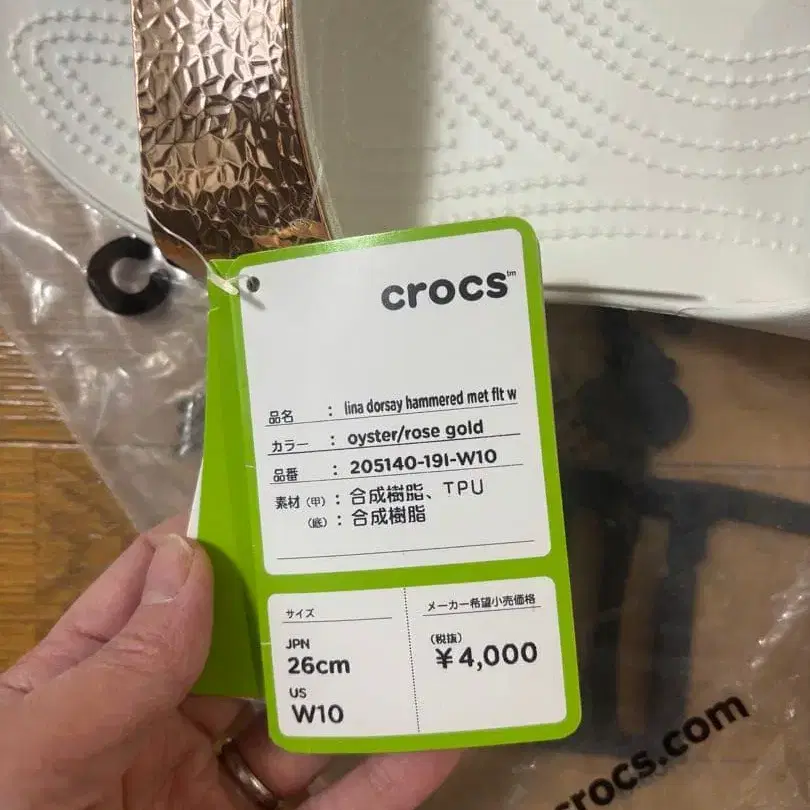 crocs™
品名 : lina dorsay hammered met flt w
カラー : oyster/rose gold
品番 : 205140-19I-W10
素材（甲）: 合成樹脂、TPU
（底）: 合成樹脂
サイズ
JPN
26cm
US
W10
メーカー希望小売価格
（税抜）
¥4,000
crocs.com